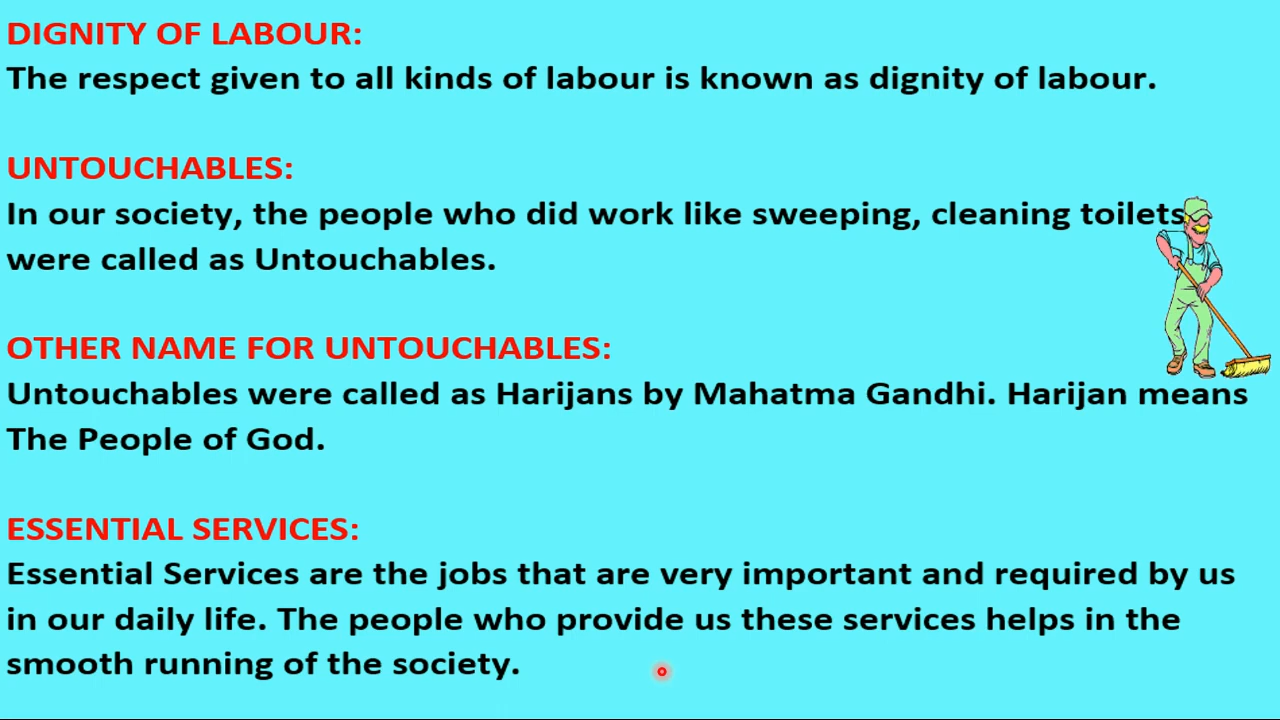 DIGNITY OF LABOUR:
The respect given to all kinds of labour is known as dignity of labour.
UNTOUCHABLES:
In our society, the people who did work like sweeping, cleaning toilets
were called as Untouchables.
OTHER NAME FOR UNTOUCHABLES:
Untouchables were called as Harijans by Mahatma Gandhi. Harijan means
The People of God.
ESSENTIAL SERVICES:
Essential Services are the jobs that are very important and required by us
in our daily life. The people who provide us these services helps in the
smooth running of the society.